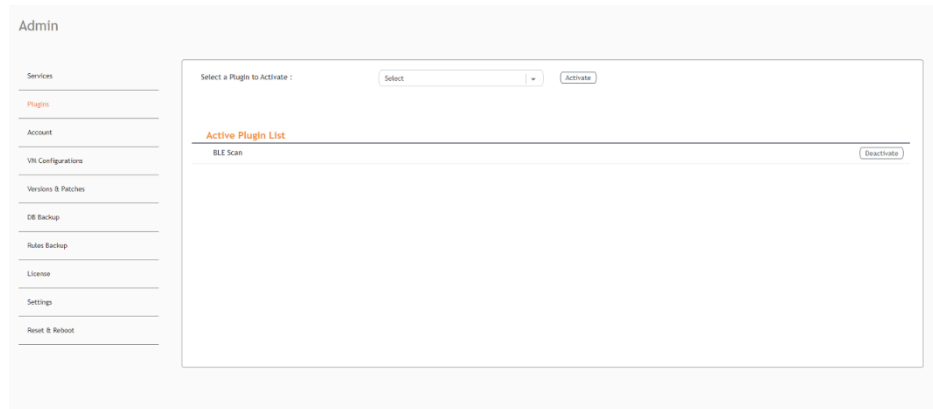 Admin
Services
Plugins
Account
VN Configurations
Versions & Patches
DB Backup
Rules Backup
License
Settings
Reset & Reboot
Select a Plugin to Activate :
Select
Activate
Active Plugin List
BLE Scan
Deactivate